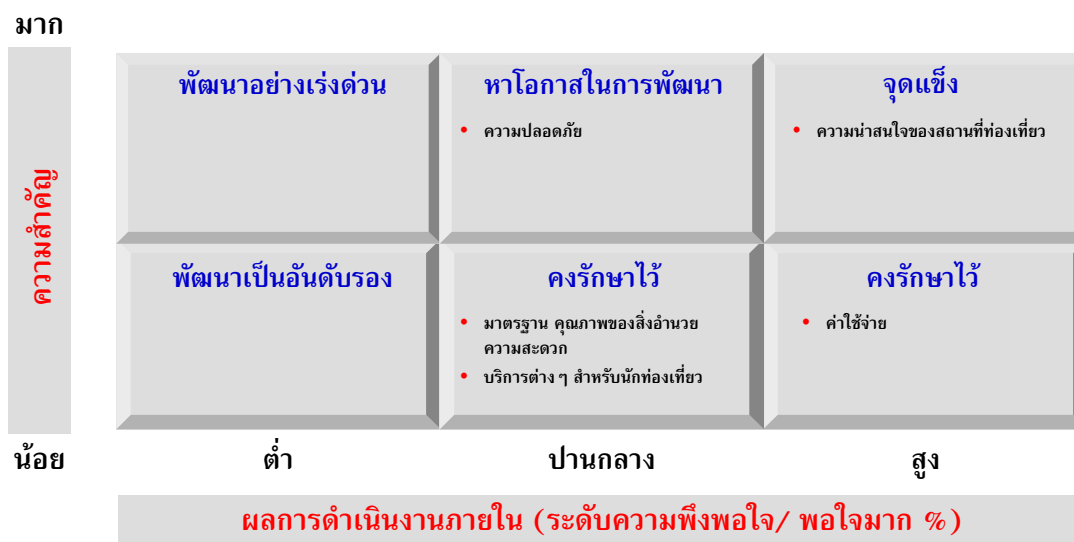 มาก
พัฒนาอย่างเร่งด่วน
หาโอกาสในการพัฒนา
• ความปลอดภัย
จุดแข็ง
• ความน่าสนใจของสถานที่ท่องเที่ยว
ความสำคัญ
พัฒนาเป็นอันดับรอง
คงรักษาไว้
• มาตรฐาน คุณภาพของสิ่งอำนวย
ความสะดวก
• บริการต่าง ๆ สำหรับนักท่องเที่ยว
คงรักษาไว้
• ค่าใช้จ่าย
น้อย
ต่ำ
ปานกลาง
สูง
ผลการดำเนินงานภายใน (ระดับความพึงพอใจ/ พอใจมาก %)